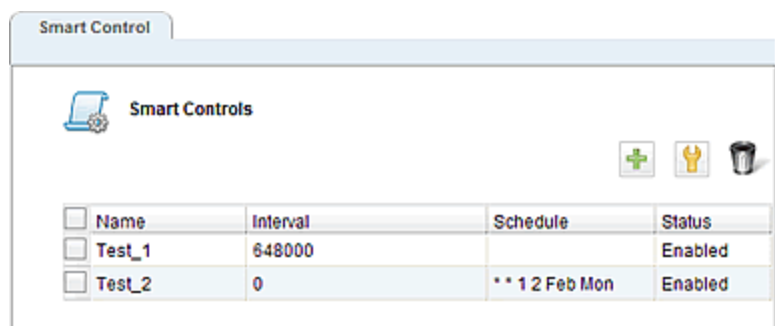 Smart Control
Smart Controls
Name Interval Schedule Status
Test_1 648000 Enabled
Test_2 0 * * 1 2 Feb Mon Enabled